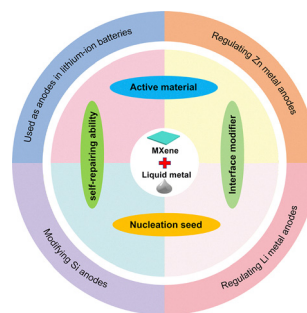 Used as anodes in lithium-ion batteries
Regulating Zn metal anodes
Active material
self-repairing ability
Interface modifier
MXene
Liquid metal
Nucleation seed
Modifying Si anodes
Regulating Li metal anodes